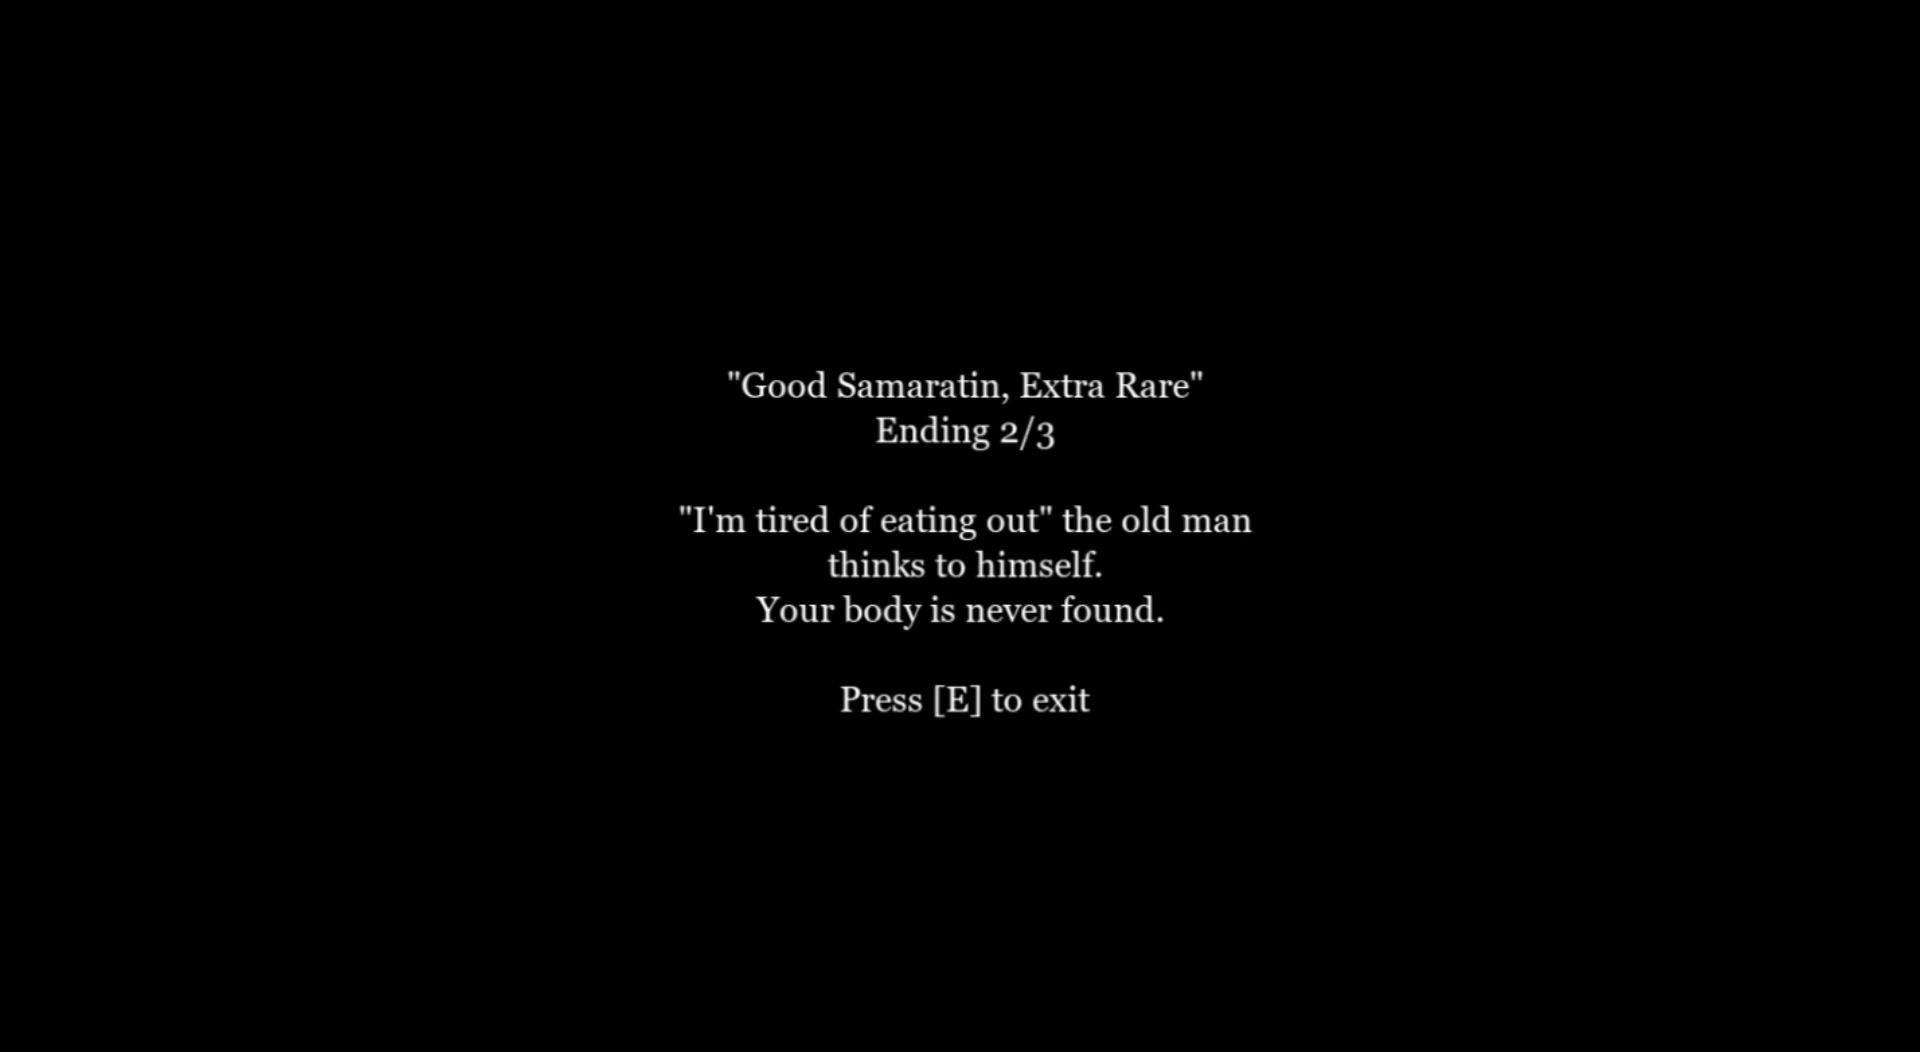 "Good Samaratin, Extra Rare"
Ending 2/3
"I'm tired of eating out" the old man
thinks to himself.
Your body is never found.
Press [E] to exit